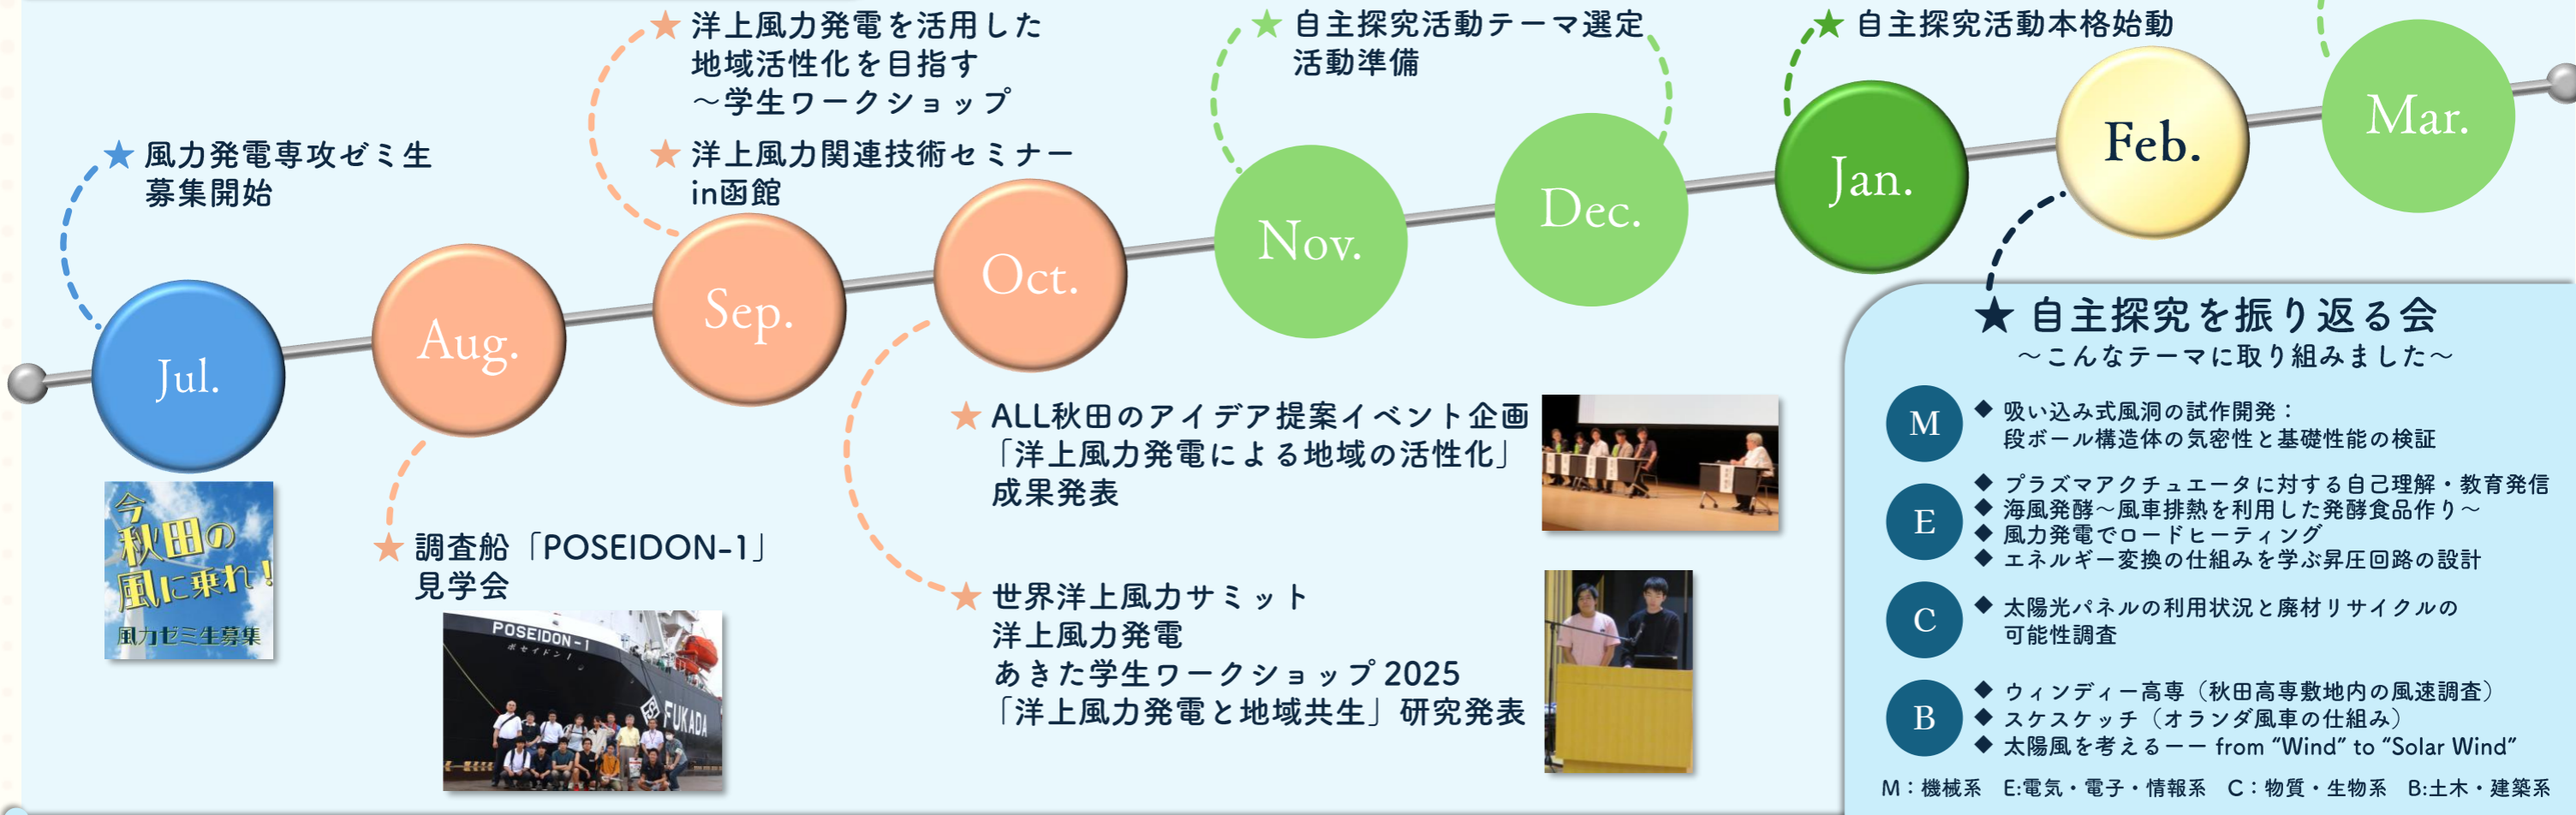 ★ 風力発電専攻ゼミ生
募集開始
Jul.
今
秋田の
風に乗れ!
風力ゼミ生募集
Aug.
★ 調査船「POSEIDON-1」
見学会
POSEIDON-1
ポセイドン1
FUKADA
★ 洋上風力発電を活用した
地域活性化を目指す
～学生ワークショップ
★ 洋上風力関連技術セミナー
in函館
Sep.
Oct.
★ ALL秋田のアイデア提案イベント企画
「洋上風力発電による地域の活性化」
成果発表
★ 世界洋上風力サミット
洋上風力発電
あきた学生ワークショップ 2025
「洋上風力発電と地域共生」研究発表
★ 自主探究活動テーマ選定
活動準備
Nov.
Dec.
★ 自主探究活動本格始動
Jan.
Feb.
Mar.
★ 自主探究を振り返る会
～こんなテーマに取り組みました～
M
◆ 吸い込み式風洞の試作開発：
段ボール構造体の気密性と基礎性能の検証
E
◆ プラズマアクチュエータに対する自己理解・教育発信
◆ 海風発酵～風車排熱を利用した発酵食品作り～
◆ 風力発電でロードヒーティング
◆ エネルギー変換の仕組みを学ぶ昇圧回路の設計
C
◆ 太陽光パネルの利用状況と廃材リサイクルの
可能性調査
B
◆ ウィンディー高専（秋田高専敷地内の風速調査）
◆ スケスケッチ（オランダ風車の仕組み）
◆ 太陽風を考えるーー from “Wind” to “Solar Wind”
M：機械系 E:電気・電子・情報系 C：物質・生物系 B:土木・建築系